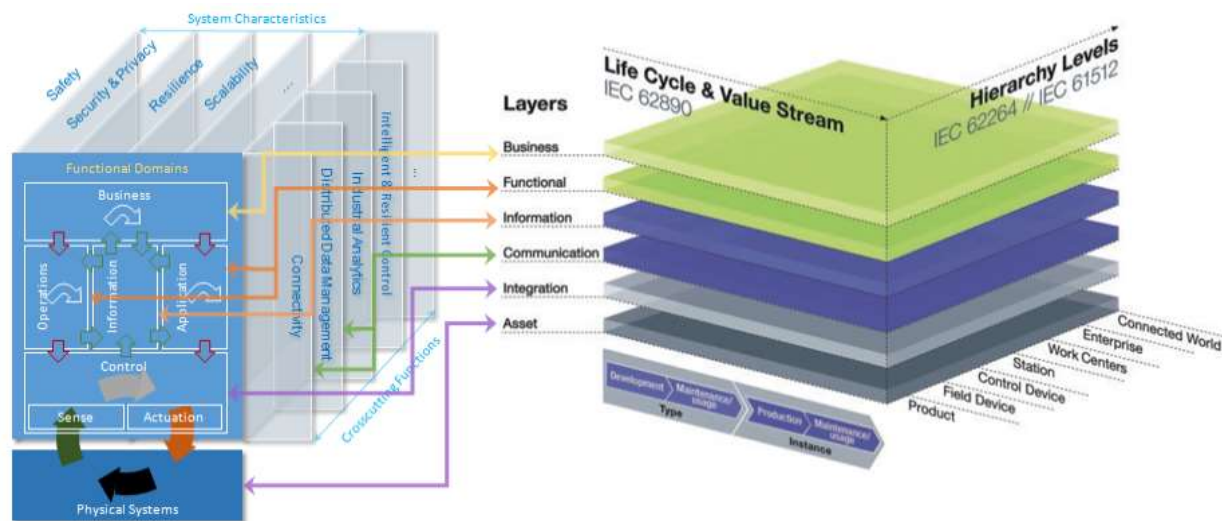 System Characteristics
Safety
Security & Privacy
Resilience
Scalability
...
Functional Domains
Business
Operations
Information
Application
Control
Sense
Actuation
Physical Systems
Connectivity
Distributed Data Management
Industrial Analytics
Intelligent & Resilient Control
...
Crosscutting Functions
Layers
Business
Functional
Information
Communication
Integration
Asset
Life Cycle & Value Stream
IEC 62890
Hierarchy Levels
IEC 62264 // IEC 61512
Development
Maintenance/
usage
Type
Production
Maintenance/
usage
Instance
Connected World
Enterprise
Work Centers
Station
Control Device
Field Device
Product